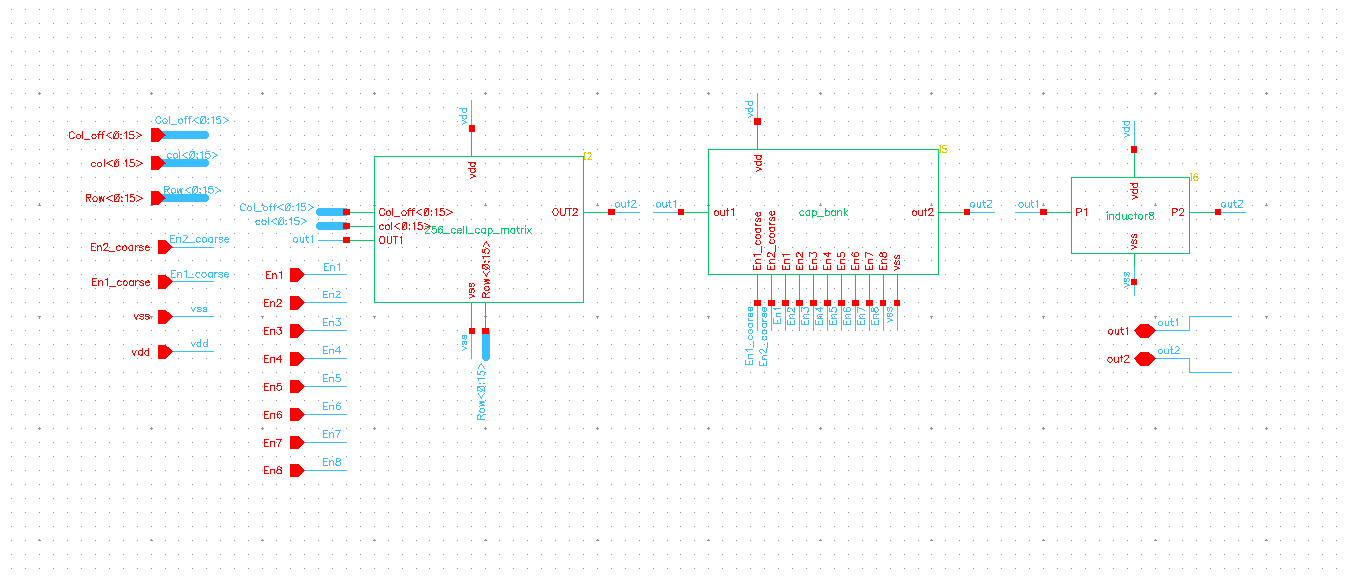 Col_off<0:15>
Col_off<0:15>
col<0:15>
col<0:15>
Row<0:15>
Row<0:15>
En2_coarse
En2_coarse
En1_coarse
En1_coarse
vss
vss
vdd
vdd
En1
En1
En2
En2
En3
En3
En4
En4
En5
En5
En6
En6
En7
En7
En8
En8
vdd
vdd
I2
Col_off<0:15>
col<0:15>
out1
Col_off<0:15>
col<0:15>
OUT1
256_cell_cap_matrix
OUT2
out2
vss
Row<0:15>
vss
Row<0:15>
vdd
vdd
I5
out1
out1
cap_bank
out2
out2
En1_coarse
En2_coarse
En1
En2
En3
En4
En5
En6
En7
En8
vss
En1_coarse
En2_coarse
En1
En2
En3
En4
En5
En6
En7
En8
vss
vdd
vdd
I6
out1
P1
inductor8.
P2
out2
vss
vss
out1
out1
out2
out2